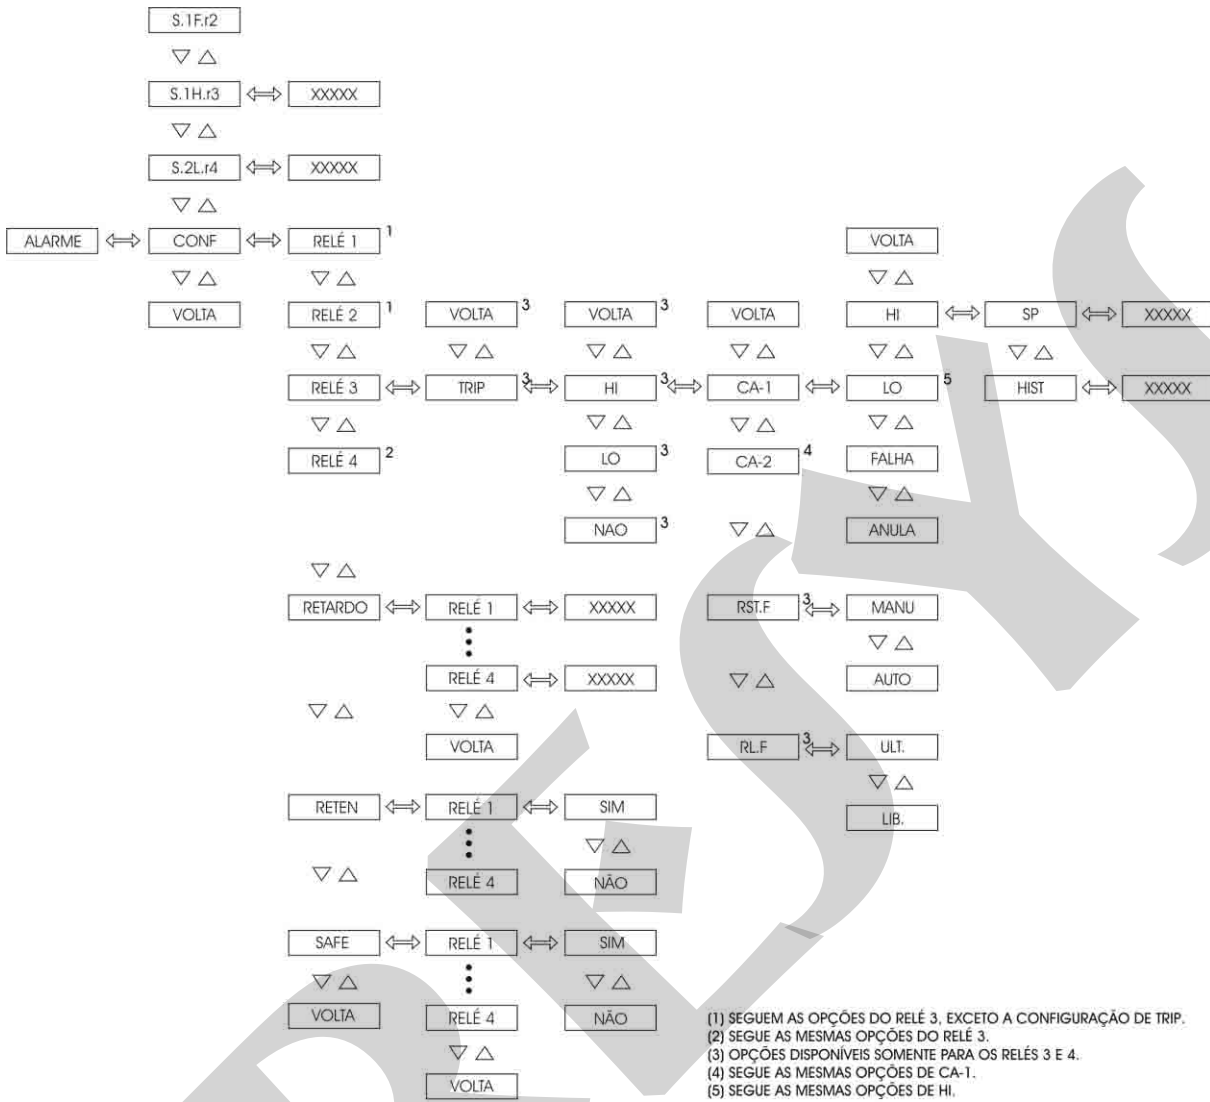 S.1F.r2
S.1H.r3 XXXXX
S.2L.r4 XXXXX
ALARME CONF RELÉ 1 1 VOLTA
VOLTA RELÉ 2 1 VOLTA 3 VOLTA 3 VOLTA HI SP XXXXX
RELÉ 3 TRIP 3 HI 3 CA-1 LO 5 HIST XXXXX
RELÉ 4 2 LO 3 CA-2 4 FALHA
NAO 3 ANULA
RETARDO RELÉ 1 XXXXX RST.F 3 MANU
RELÉ 4 XXXXX AUTO
VOLTA RL.F 3 ULT.
RETEN RELÉ 1 SIM LIB.
RELÉ 4 NÃO
SAFE RELÉ 1 SIM
VOLTA RELÉ 4 NÃO
VOLTA
(1) SEGUEM AS OPÇÕES DO RELÉ 3, EXCETO A CONFIGURAÇÃO DE TRIP.
(2) SEGUE AS MESMAS OPÇÕES DO RELÉ 3.
(3) OPÇÕES DISPONÍVEIS SOMENTE PARA OS RELÉS 3 E 4.
(4) SEGUE AS MESMAS OPÇÕES DE CA-1.
(5) SEGUE AS MESMAS OPÇÕES DE HI.